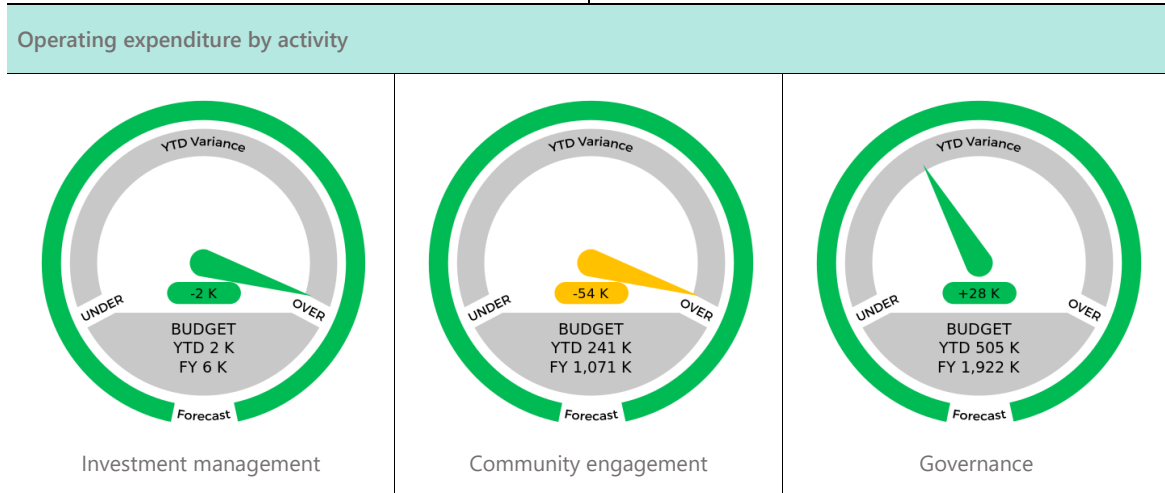 Operating expenditure by activity
YTD Variance
-2 K
UNDER
OVER
BUDGET
YTD 2 K
FY 6 K
Forecast
Investment management
YTD Variance
-54 K
UNDER
OVER
BUDGET
YTD 241 K
FY 1,071 K
Forecast
Community engagement
YTD Variance
+28 K
UNDER
OVER
BUDGET
YTD 505 K
FY 1,922 K
Forecast
Governance